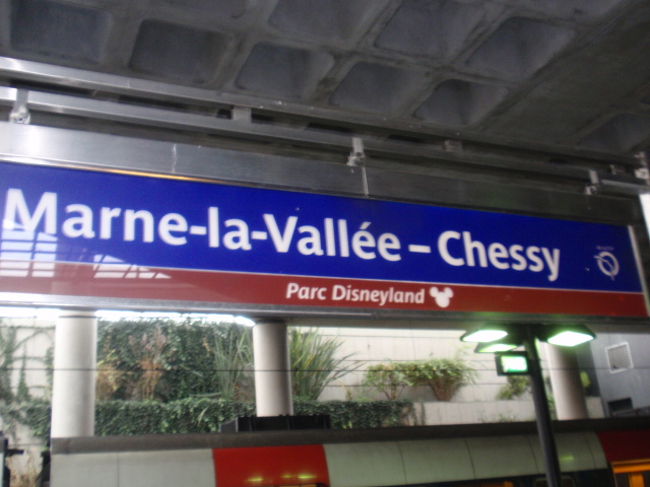 Marne-la-Vallée – Chessy
Parc Disneyland